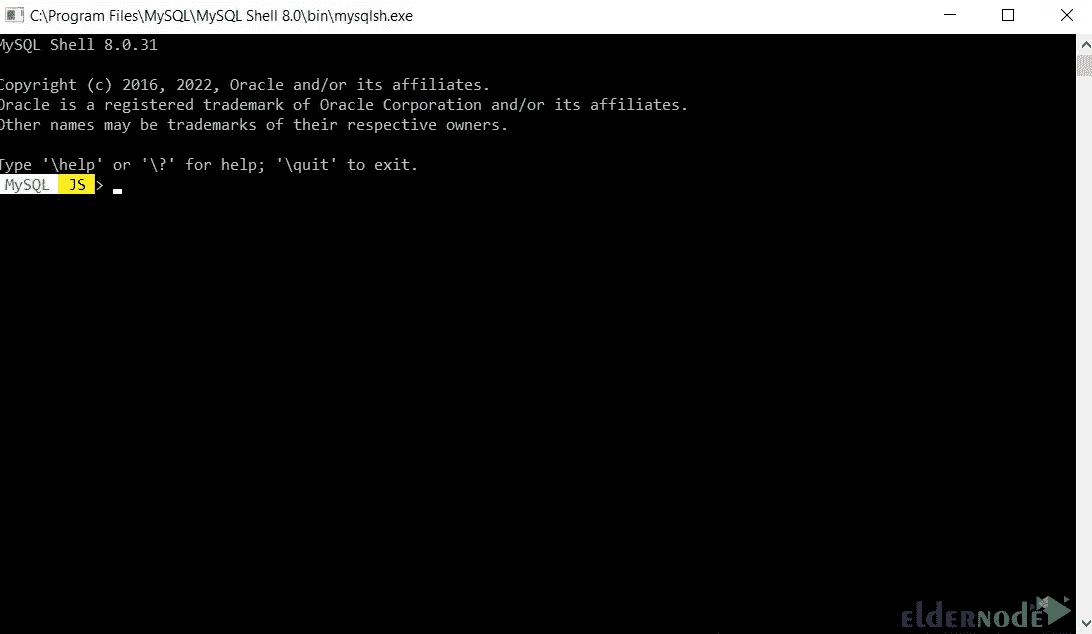 C:\Program Files\MySQL\MySQL Shell 8.0\bin\mysqlsh.exe
MySQL Shell 8.0.31
Copyright (c) 2016, 2022, Oracle and/or its affiliates.
Oracle is a registered trademark of Oracle Corporation and/or its affiliates.
Other names may be trademarks of their respective owners.
Type '\help' or '\?' for help; '\quit' to exit.
MySQL JS >
eldernode